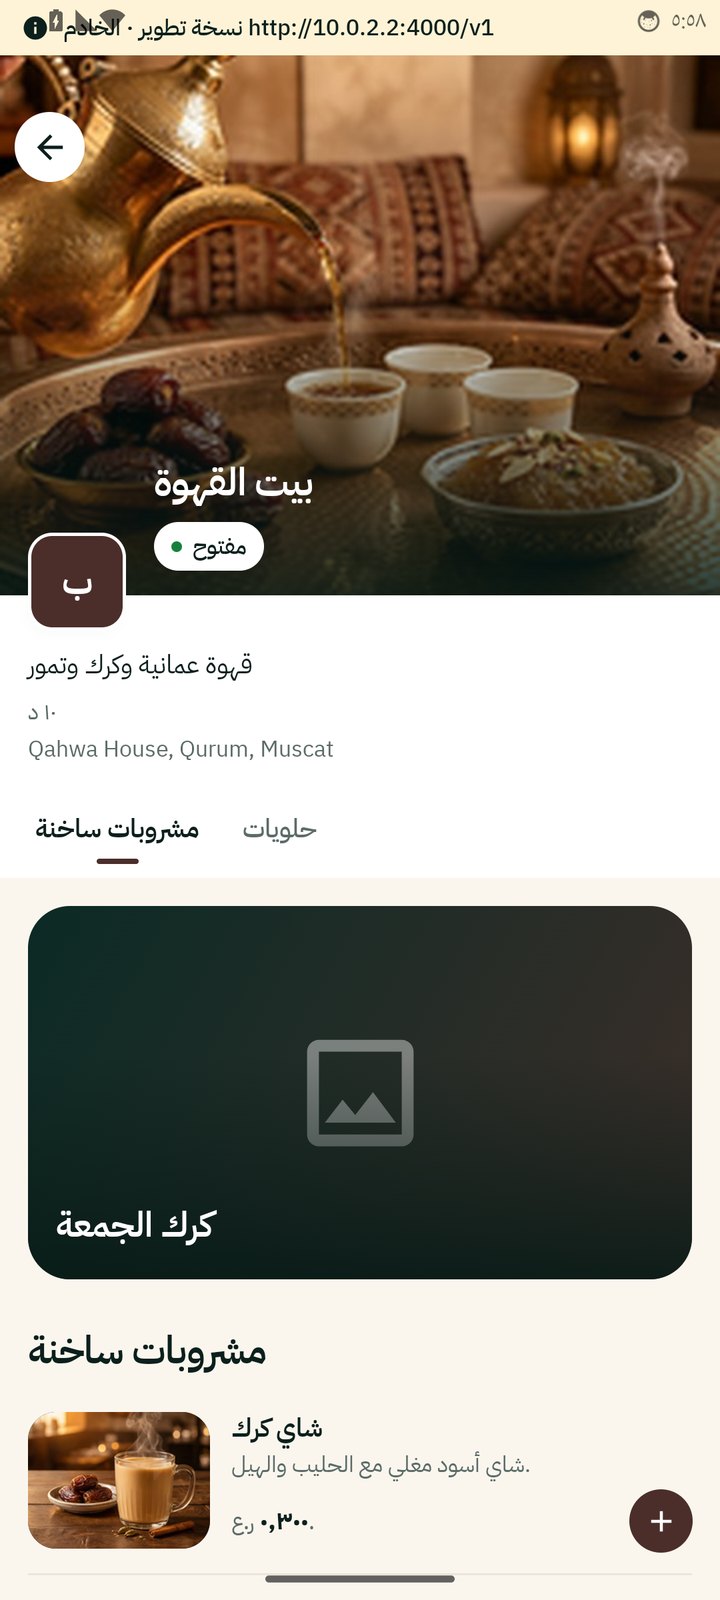 نسخة تطوير · الخادم http://10.0.2.2:4000/v1
٥:٥٨
بيت القهوة
مفتوح
ب
قهوة عمانية وكرك وتمور
١٠ د
Qahwa House, Qurum, Muscat
مشروبات ساخنة
حلويات
كرك الجمعة
مشروبات ساخنة
شاي كرك
شاي أسود مغلي مع الحليب والهيل.
٠٫٣٠٠ ر.ع.